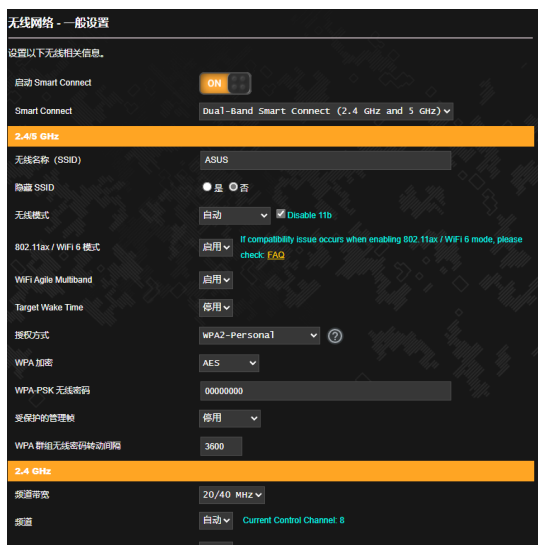 无线网络 - 一般设置
设置以下无线相关信息。
启动 Smart Connect ON
Smart Connect Dual-Band Smart Connect (2.4 GHz and 5 GHz)
2.4/5 GHz
无线名称（SSID） ASUS
隐藏 SSID 是 否
无线模式 自动 Disable 11b
802.11ax / WiFi 6 模式 启用 If compatibility issue occurs when enabling 802.11ax / WiFi 6 mode, please
check: FAQ
WiFi Agile Multiband 启用
Target Wake Time 停用
授权方式 WPA2-Personal ?
WPA 加密 AES
WPA-PSK 无线密码 00000000
受保护的管理帧 停用
WPA 群组无线密码转动间隔 3600
2.4 GHz
频道带宽 20/40 MHz
频道 自动 Current Control Channel: 8